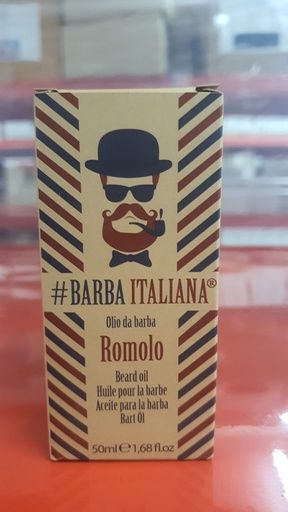 #BARBA ITALIANA®
Olio da barba
Romolo
Beard oil
Huile pour la barbe
Aceite para la barba
Bart Öl
50ml ℮ 1,68 fl.oz